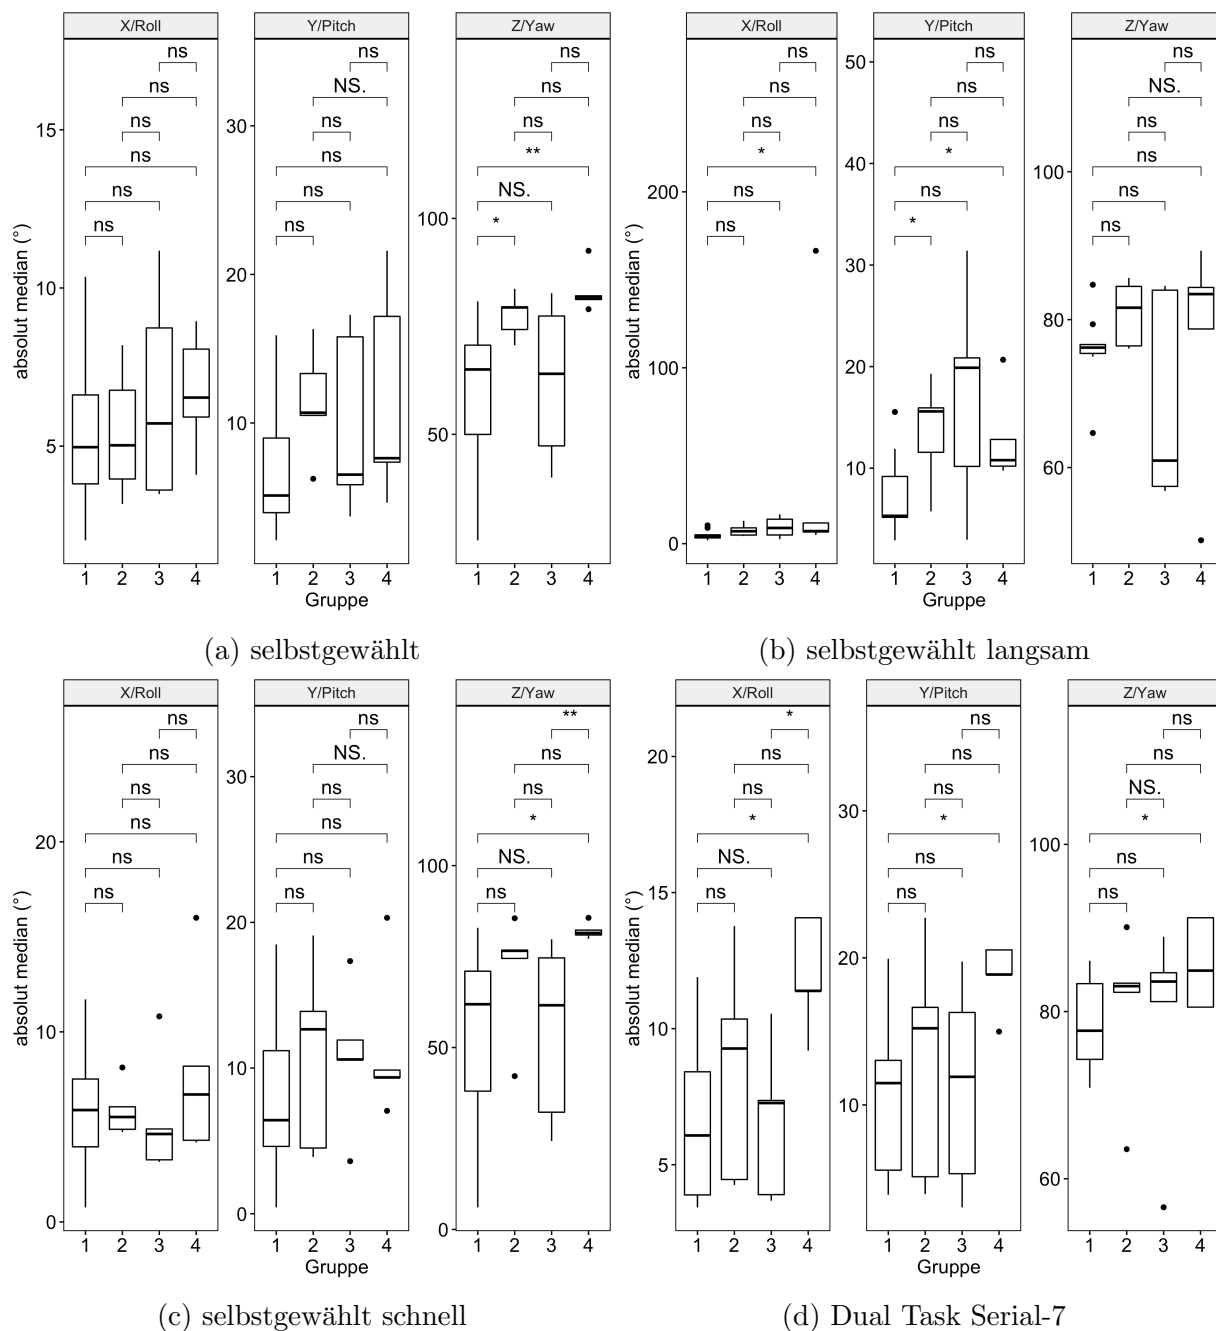 X/Roll Y/Pitch Z/Yaw
ns ns ns
ns NS. ns
15 30
ns ns ns
ns ns **
ns ns NS.
100
ns ns *
absolut median (°)
10 20
5 10 50
1 2 3 4 1 2 3 4 1 2 3 4
Gruppe
(a) selbstgewählt
X/Roll Y/Pitch Z/Yaw
50
ns ns ns
ns ns NS.
ns ns ns
40 100
* * ns
200
ns ns ns
ns * ns
absolut median (°)
30
80
20
100
10 60
0
1 2 3 4 1 2 3 4 1 2 3 4
Gruppe
(b) selbstgewählt langsam
X/Roll Y/Pitch Z/Yaw
ns ns **
ns NS. ns
30
ns ns ns
ns ns *
20
ns ns NS.
100
ns ns ns
20
absolut median (°)
10 10 50
0 0 0
1 2 3 4 1 2 3 4 1 2 3 4
Gruppe
(c) selbstgewählt schnell
X/Roll Y/Pitch Z/Yaw
* ns ns
20
ns ns ns
ns ns NS.
30
* * *
100
NS. ns ns
15
ns ns ns
absolut median (°)
20
10 80
10
5 60
1 2 3 4 1 2 3 4 1 2 3 4
Gruppe
(d) Dual Task Serial-7